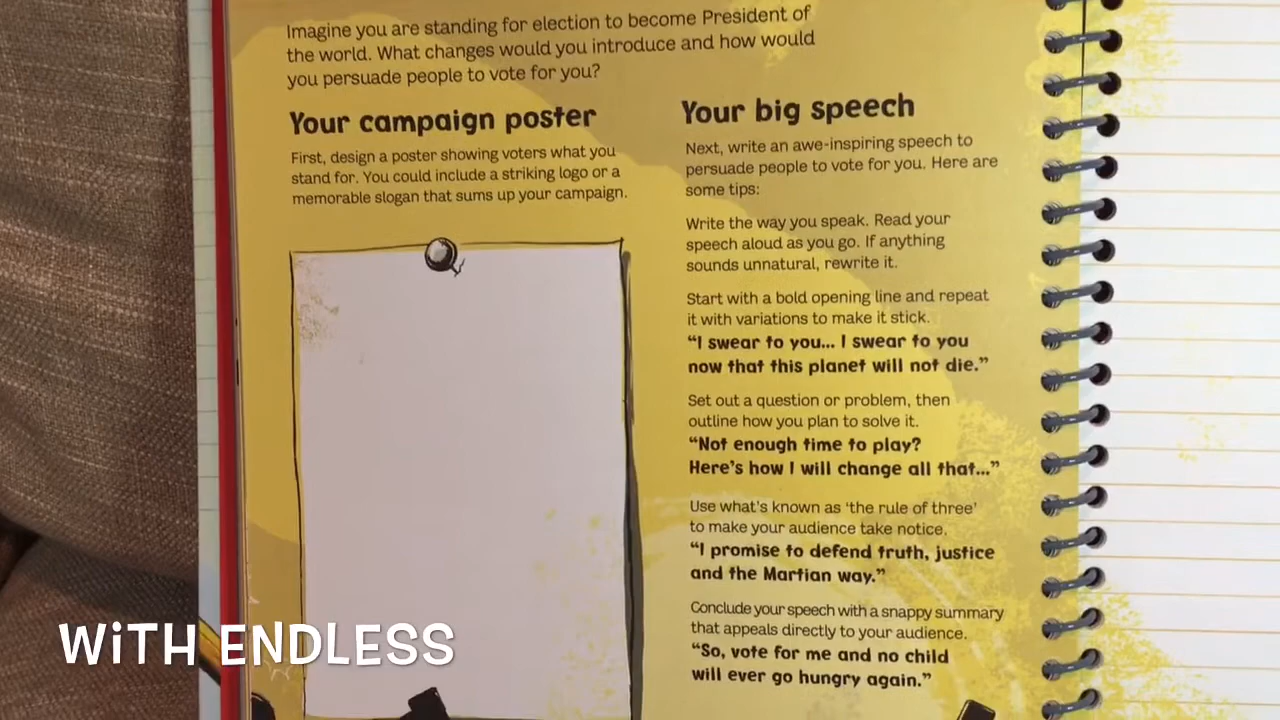 Imagine you are standing for election to become President of
the world. What changes would you introduce and how would
you persuade people to vote for you?
Your campaign poster
First, design a poster showing voters what you
stand for. You could include a striking logo or a
memorable slogan that sums up your campaign.
Your big speech
Next, write an awe-inspiring speech to
persuade people to vote for you. Here are
some tips:
Write the way you speak. Read your
speech aloud as you go. If anything
sounds unnatural, rewrite it.
Start with a bold opening line and repeat
it with variations to make it stick.
“I swear to you... I swear to you
now that this planet will not die.”
Set out a question or problem, then
outline how you plan to solve it.
“Not enough time to play?
Here's how I will change all that...”
Use what's known as ‘the rule of three’
to make your audience take notice.
“I promise to defend truth, justice
and the Martian way.”
Conclude your speech with a snappy summary
that appeals directly to your audience.
“So, vote for me and no child
will ever go hungry again.”
WiTH ENDLESS